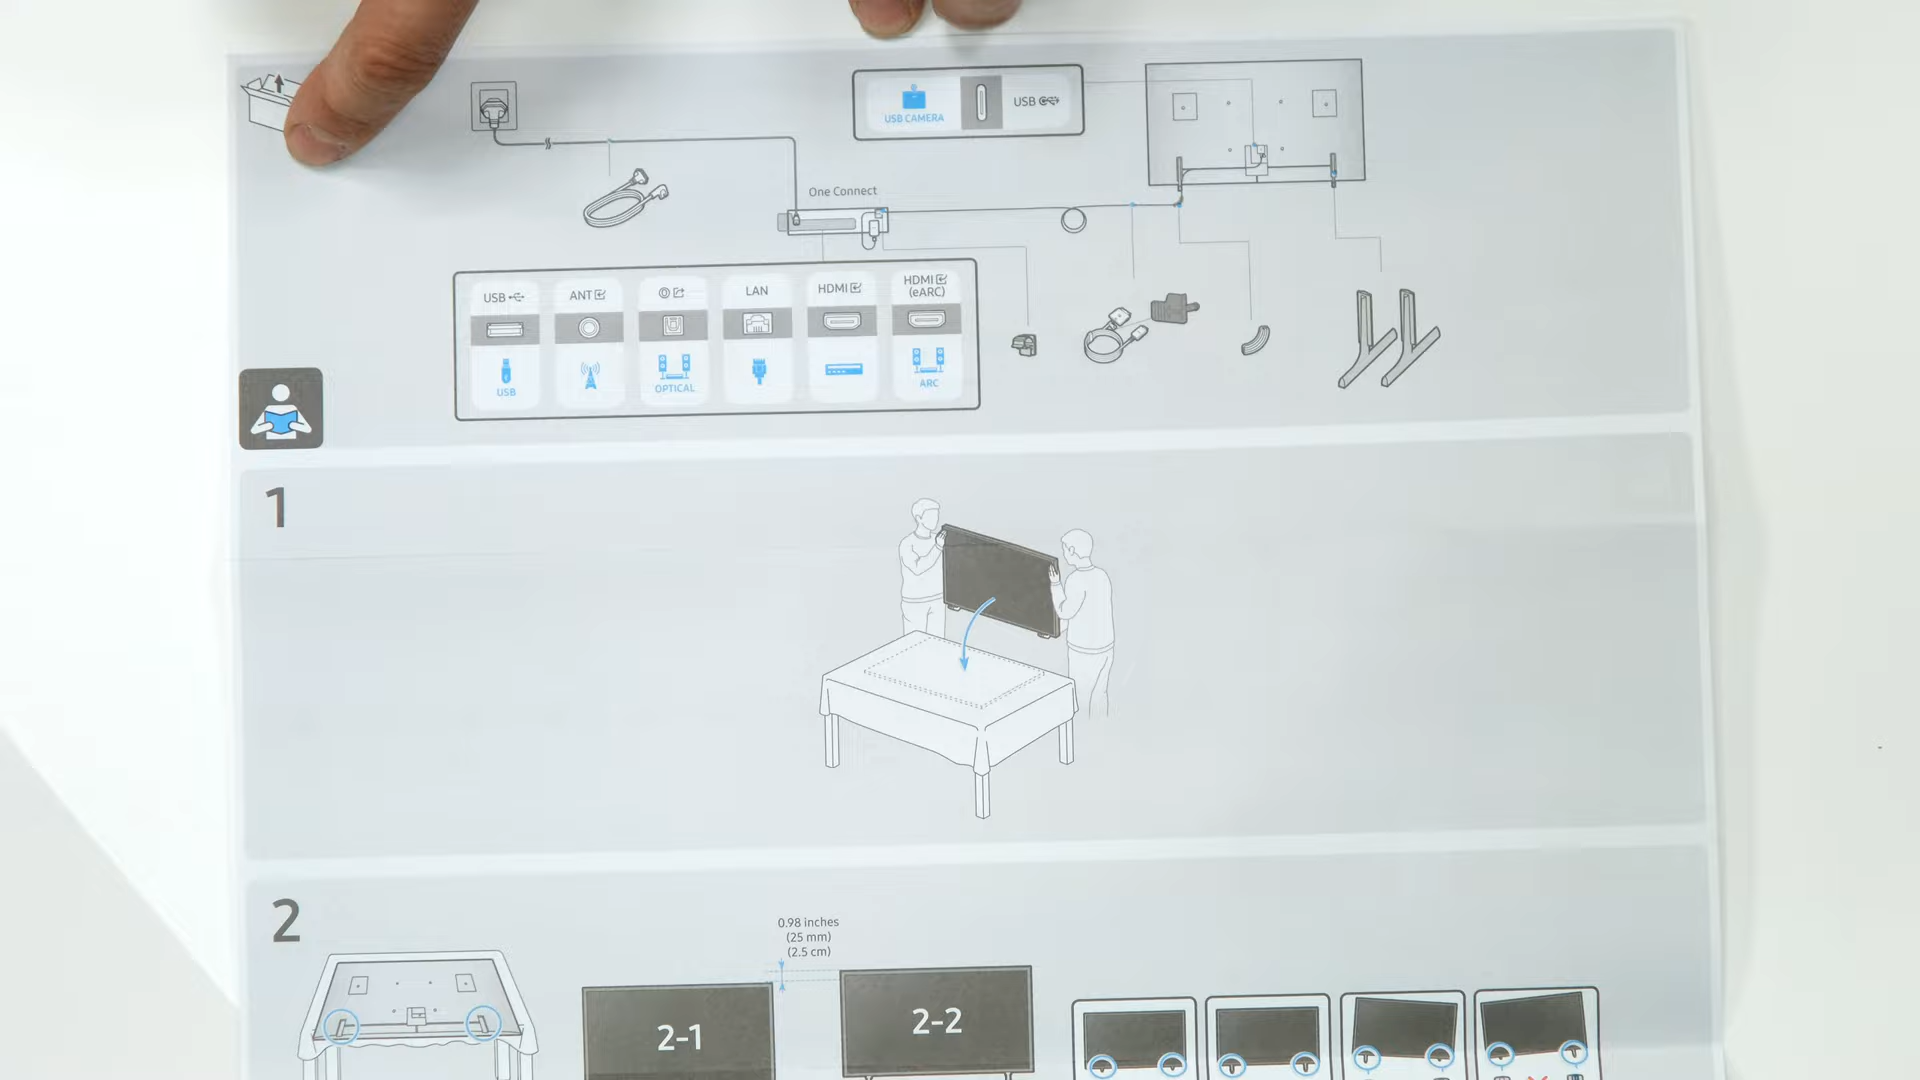 USB CAMERA
USB
One Connect
USB
ANT
LAN
HDMI
HDMI
(eARC)
USB
OPTICAL
ARC
1
2
0.98 inches
(25 mm)
(2.5 cm)
2-1
2-2